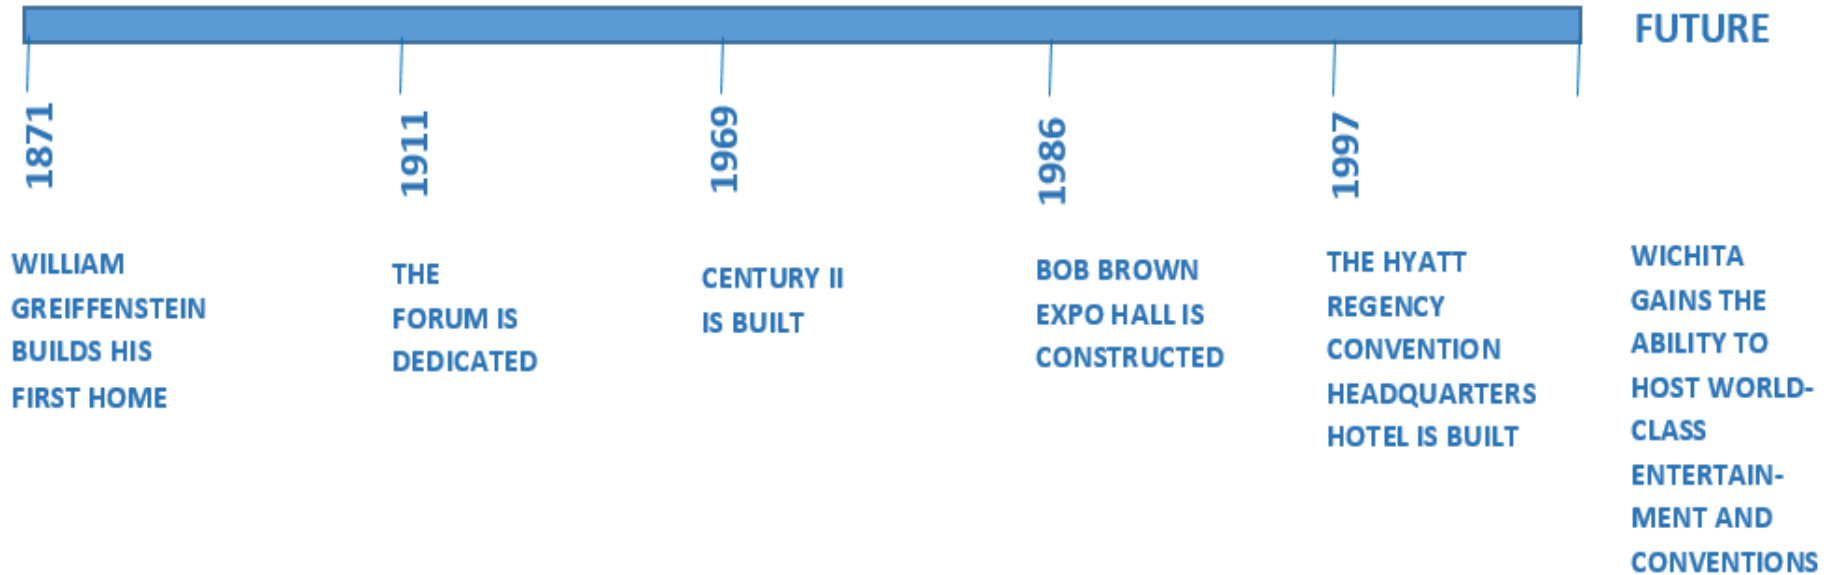 FUTURE
1871
1911
1969
1986
1997
WILLIAM
GREIFFENSTEIN
BUILDS HIS
FIRST HOME
THE
FORUM IS
DEDICATED
CENTURY II
IS BUILT
BOB BROWN
EXPO HALL IS
CONSTRUCTED
THE HYATT
REGENCY
CONVENTION
HEADQUARTERS
HOTEL IS BUILT
WICHITA
GAINS THE
ABILITY TO
HOST WORLD-
CLASS
ENTERTAIN-
MENT AND
CONVENTIONS